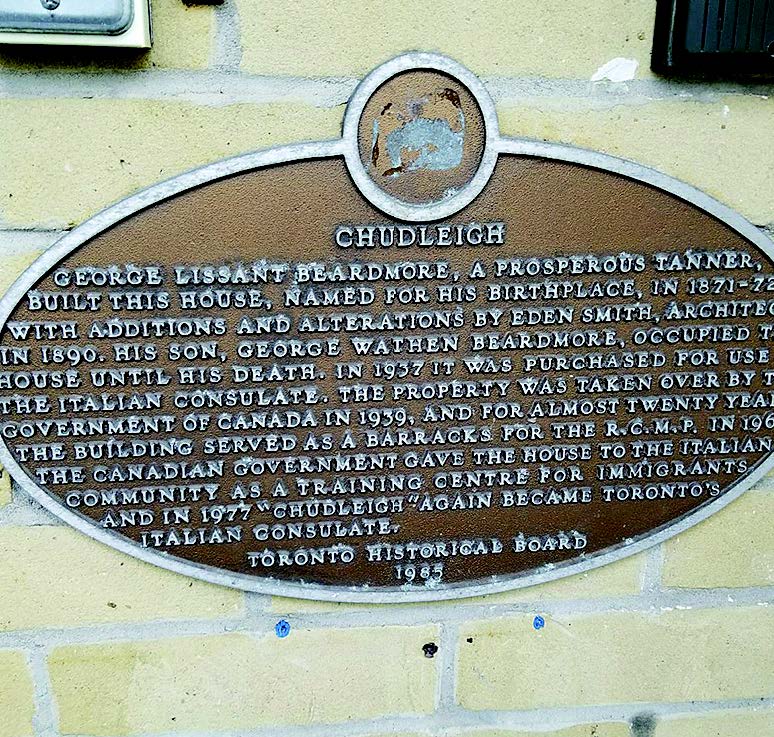 CHUDLEIGH
GEORGE LISSANT BEARDMORE, A PROSPEROUS TANNER,
BUILT THIS HOUSE, NAMED FOR HIS BIRTHPLACE, IN 1871-72
WITH ADDITIONS AND ALTERATIONS BY EDEN SMITH,
IN 1890. HIS SON, GEORGE WATHEN BEARDMORE, OCCUPIED
HOUSE UNTIL HIS DEATH. IN 1937 IT WAS PURCHASED FOR USE
THE ITALIAN CONSULATE. THE PROPERTY WAS TAKEN OVER BY
GOVERNMENT OF CANADA IN 1939, AND FOR ALMOST TWENTY
THE BUILDING SERVED AS A BARRACKS FOR THE R.C.M.P. IN
THE CANADIAN GOVERNMENT GAVE THE HOUSE TO THE ITALIAN
COMMUNITY AS A TRAINING CENTRE FOR IMMIGRANTS
AND IN 1977 "CHUDLEIGH" AGAIN BECAME TORONTO'S
ITALIAN CONSULATE.
TORONTO HISTORICAL BOARD
1985